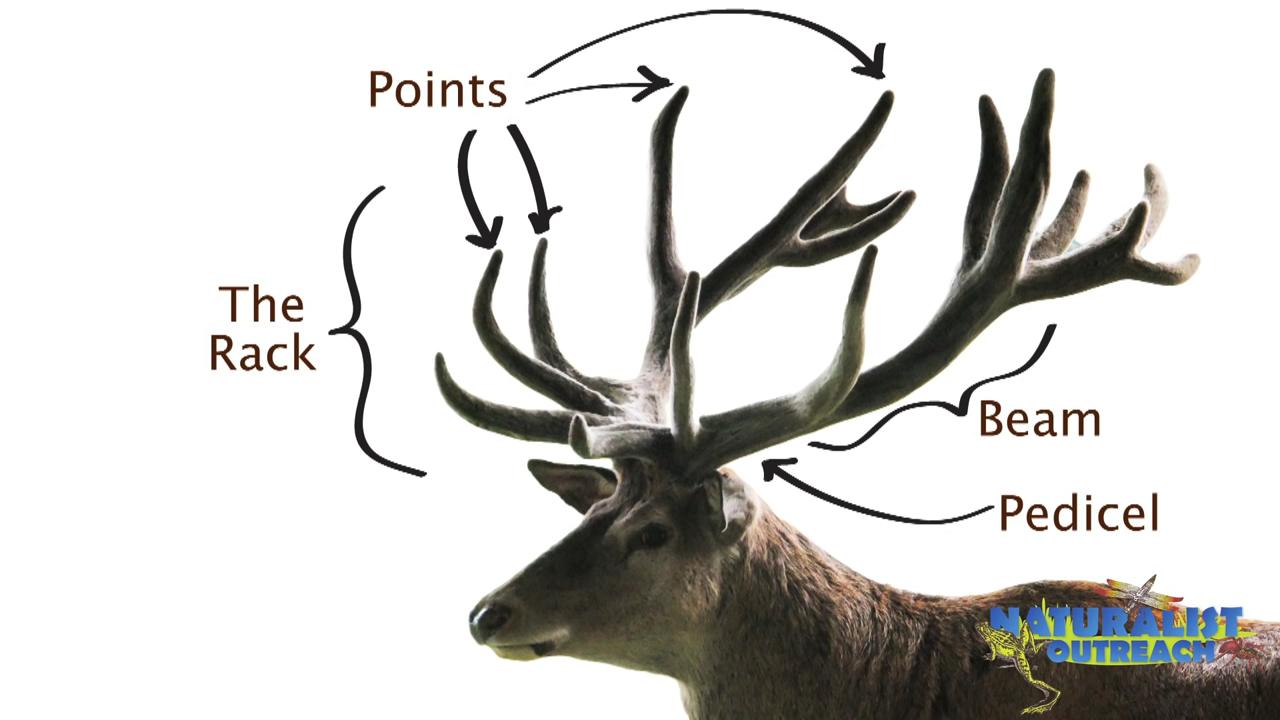 Points
The
Rack
Beam
Pedicel
NATURALIST
OUTREACH